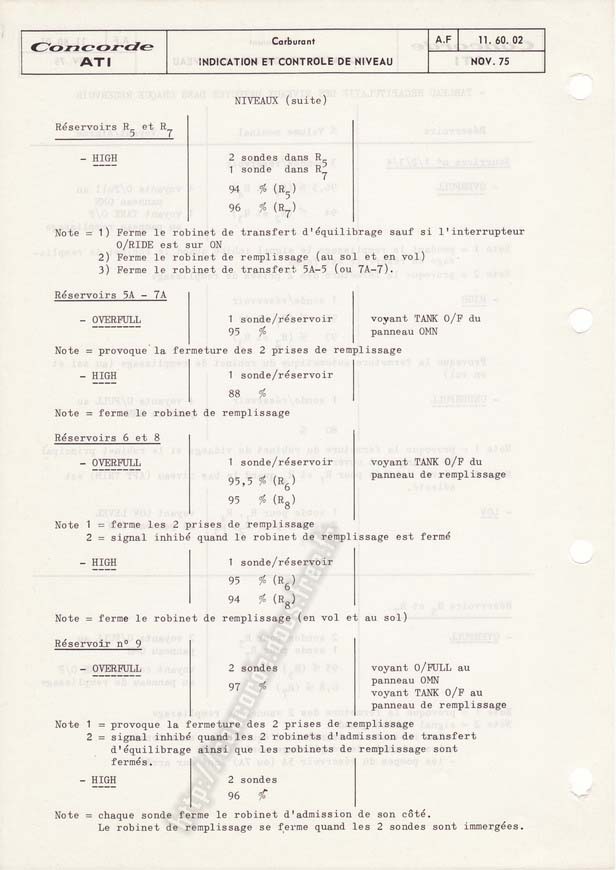 Concorde
ATI
Carburant
INDICATION ET CONTROLE DE NIVEAU
A.F
11. 60. 02
NOV. 75
NIVEAUX (suite)
Réservoirs R5 et R7
- HIGH
2 sondes dans R5
1 sonde dans R7
94 % (R5)
96 % (R7)
Note = 1) Ferme le robinet de transfert d'équilibrage sauf si l'interrupteur
O/RIDE est sur ON
2) Ferme le robinet de remplissage (au sol et en vol)
3) Ferme le robinet de transfert 5A-5 (ou 7A-7).
Réservoirs 5A - 7A
- OVERFULL
1 sonde/réservoir
95 %
voyant TANK O/F du
panneau OMN
Note = provoque la fermeture des 2 prises de remplissage
- HIGH
1 sonde/réservoir
88 %
Note = ferme le robinet de remplissage
Réservoirs 6 et 8
- OVERFULL
1 sonde/réservoir
95,5 % (R6)
95 % (R8)
voyant TANK O/F du
panneau de remplissage
Note 1 = ferme les 2 prises de remplissage
2 = signal inhibé quand le robinet de remplissage est fermé
- HIGH
1 sonde/réservoir
95 % (R6)
94 % (R8)
Note = ferme le robinet de remplissage (en vol et au sol)
Réservoir n° 9
- OVERFULL
2 sondes
97 %
voyant O/FULL au
panneau OMN
voyant TANK O/F au
panneau de remplissage
Note 1 = provoque la fermeture des 2 prises de remplissage
2 = signal inhibé quand les 2 robinets d'admission de transfert
d'équilibrage ainsi que les robinets de remplissage sont
fermés.
- HIGH
2 sondes
96 %
Note = chaque sonde ferme le robinet d'admission de son côté.
Le robinet de remplissage se ferme quand les 2 sondes sont immergées.